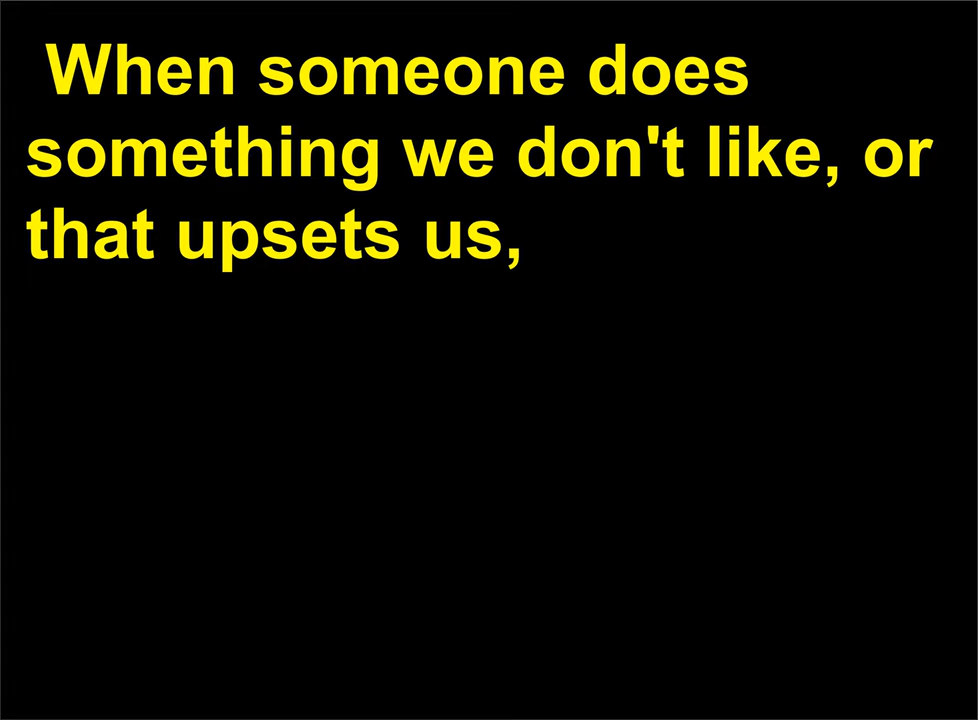 When someone does
something we don't like, or
that upsets us,